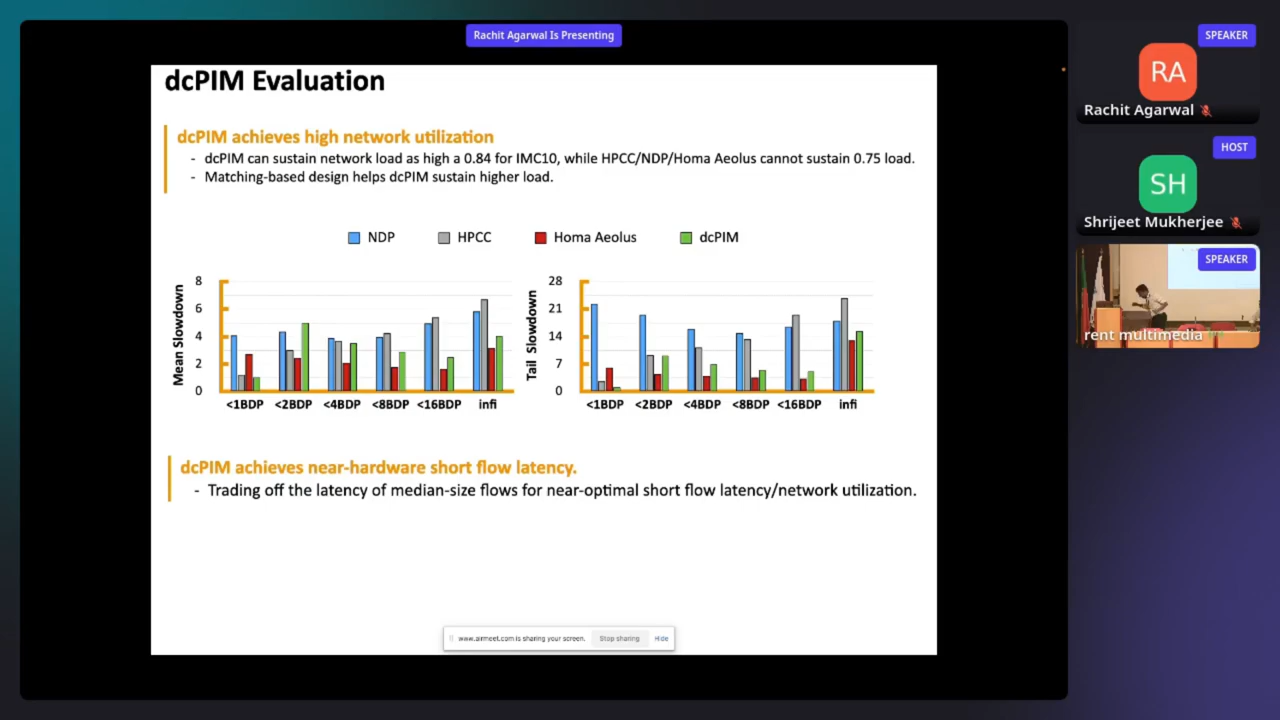 Rachit Agarwal Is Presenting
dcPIM Evaluation
dcPIM achieves high network utilization
- dcPIM can sustain network load as high a 0.84 for IMC10, while HPCC/NDP/Homa Aeolus cannot sustain 0.75 load.
- Matching-based design helps dcPIM sustain higher load.
NDP HPCC Homa Aeolus dcPIM
Mean Slowdown
8
6
4
2
0
<1BDP <2BDP <4BDP <8BDP <16BDP infi
Tail Slowdown
28
21
14
7
0
<1BDP <2BDP <4BDP <8BDP <16BDP infi
dcPIM achieves near-hardware short flow latency.
- Trading off the latency of median-size flows for near-optimal short flow latency/network utilization.
www.airmeet.com is sharing your screen. Stop sharing Hide
SPEAKER
RA
Rachit Agarwal
HOST
SH
Shrijeet Mukherjee
SPEAKER
rent multimedia